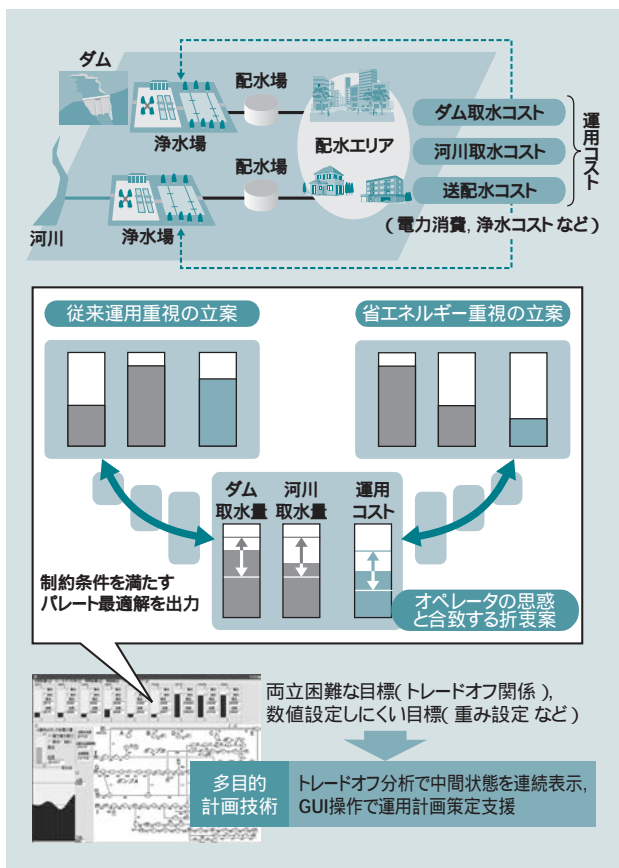 ダム
配水場
浄水場
配水エリア
配水場
河川
浄水場
ダム取水コスト
河川取水コスト
送配水コスト
運用コスト
(電力消費, 浄水コストなど)
従来運用重視の立案
省エネルギー重視の立案
ダム
取水量
河川
取水量
運用
コスト
制約条件を満たす
パレート最適解を出力
オペレータの思惑
と合致する折衷案
両立困難な目標(トレードオフ関係),
数値設定しにくい目標(重み設定 など)
多目的
計画技術
トレードオフ分析で中間状態を連続表示,
GUI操作で運用計画策定支援